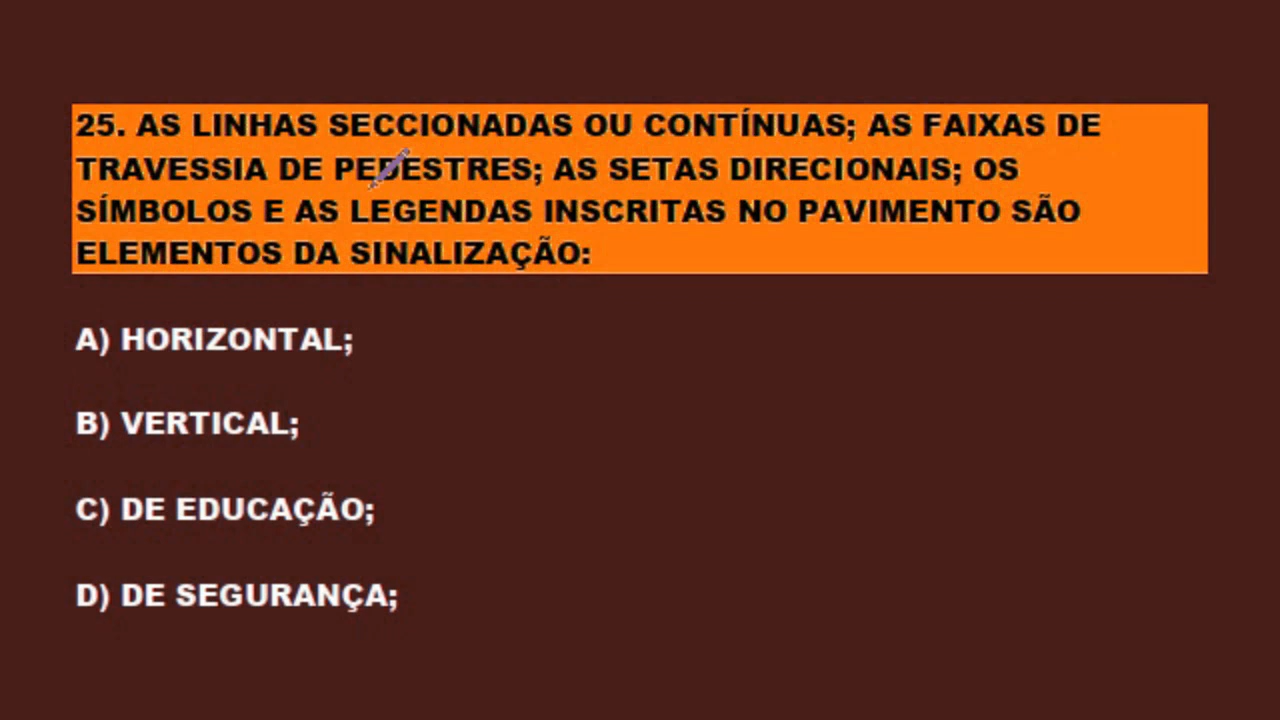 25. AS LINHAS SECCIONADAS OU CONTÍNUAS; AS FAIXAS DE
TRAVESSIA DE PEDESTRES; AS SETAS DIRECIONAIS; OS
SÍMBOLOS E AS LEGENDAS INSCRITAS NO PAVIMENTO SÃO
ELEMENTOS DA SINALIZAÇÃO:
A) HORIZONTAL;
B) VERTICAL;
C) DE EDUCAÇÃO;
D) DE SEGURANÇA;